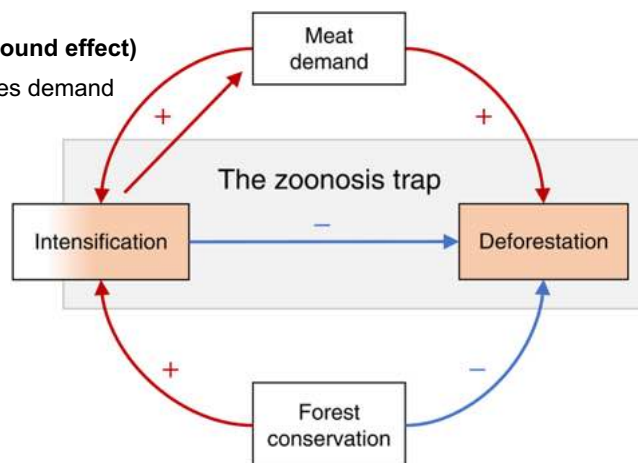 ound effect)
es demand
Meat
demand
+
+
The zoonosis trap
Intensification
−
Deforestation
+
−
Forest
conservation